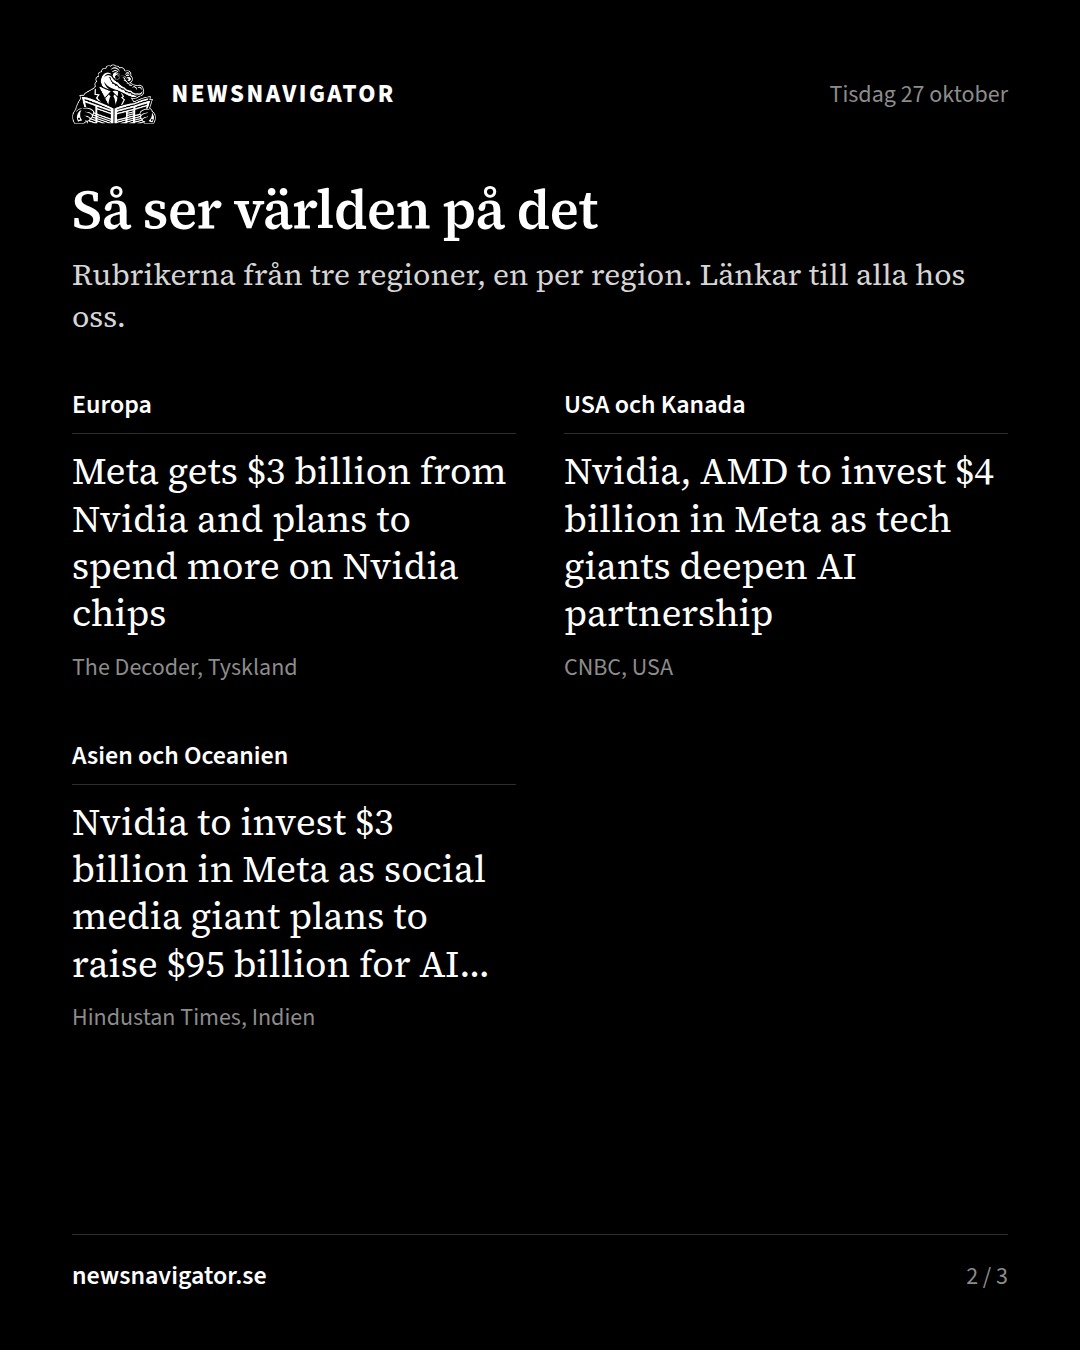 NEWSNAVIGATOR
Tisdag 27 oktober
Så ser världen på det
Rubrikerna från tre regioner, en per region. Länkar till alla hos
oss.
Europa
Meta gets $3 billion from
Nvidia and plans to
spend more on Nvidia
chips
The Decoder, Tyskland
USA och Kanada
Nvidia, AMD to invest $4
billion in Meta as tech
giants deepen AI
partnership
CNBC, USA
Asien och Oceanien
Nvidia to invest $3
billion in Meta as social
media giant plans to
raise $95 billion for AI...
Hindustan Times, Indien
newsnavigator.se
2 / 3